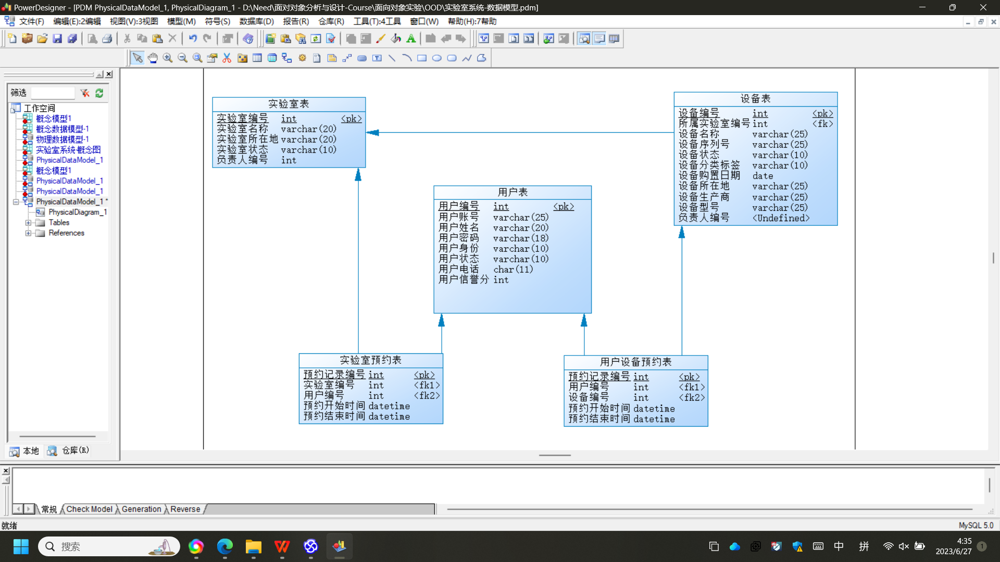 PowerDesigner - [PDM PhysicalDataModel_1, PhysicalDiagram_1 - D:\Need\面对对象分析与设计-Course\面向对象实验\OOD\实验室系统-数据模型.pdm]
文件(F) 编辑(E):2编辑 视图(V):3视图 模型(M) 符号(S) 数据库(D) 报告(R) 仓库(R) 工具(T):4工具 窗口(W) 帮助(H):7帮助
筛选
工作空间
概念模型1
概念数据模型-1
物理数据模型-1
实验室系统-概念图
PhysicalDataModel_1
概念模型1
PhysicalDataModel_1
PhysicalDataModel_1
PhysicalDataModel_1 *
PhysicalDiagram_1
Tables
References
本地 仓库(R)
实验室表
实验室编号 int <pk>
实验室名称 varchar(20)
实验室所在地 varchar(20)
实验室状态 varchar(10)
负责人编号 int
设备表
设备编号 int <pk>
所属实验室编号 int <fk>
设备名称 varchar(25)
设备序列号 varchar(25)
设备状态 varchar(10)
设备分类标签 varchar(10)
设备购置日期 date
设备所在地 varchar(25)
设备生产商 varchar(25)
设备型号 varchar(25)
负责人编号 <Undefined>
用户表
用户编号 int <pk>
用户账号 varchar(25)
用户姓名 varchar(20)
用户密码 varchar(18)
用户身份 varchar(10)
用户状态 varchar(10)
用户电话 char(11)
用户信誉分 int
实验室预约表
预约记录编号 int <pk>
实验室编号 int <fk1>
用户编号 int <fk2>
预约开始时间 datetime
预约结束时间 datetime
用户设备预约表
预约记录编号 int <pk>
用户编号 int <fk1>
设备编号 int <fk2>
预约开始时间 datetime
预约结束时间 datetime
常规 Check Model Generation Reverse
就绪
MySQL 5.0
搜索
中 拼
4:35
2023/6/27
1